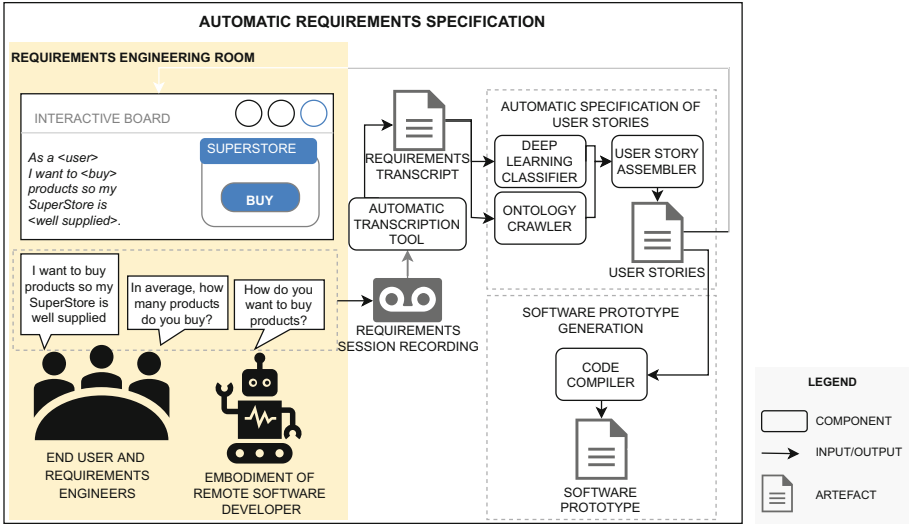 AUTOMATIC REQUIREMENTS SPECIFICATION
REQUIREMENTS ENGINEERING ROOM
INTERACTIVE BOARD
As a <user>
I want to <buy>
products so my
SuperStore is
<well supplied>.
SUPERSTORE
BUY
I want to buy
products so my
SuperStore is
well supplied
In average, how
many products
do you buy?
How do you
want to buy
products?
END USER AND
REQUIREMENTS
ENGINEERS
EMBODIMENT OF
REMOTE SOFTWARE
DEVELOPER
REQUIREMENTS
TRANSCRIPT
AUTOMATIC
TRANSCRIPTION
TOOL
REQUIREMENTS
SESSION RECORDING
AUTOMATIC SPECIFICATION OF
USER STORIES
DEEP
LEARNING
CLASSIFIER
ONTOLOGY
CRAWLER
USER STORY
ASSEMBLER
USER STORIES
SOFTWARE PROTOTYPE
GENERATION
CODE
COMPILER
SOFTWARE
PROTOTYPE
LEGEND
COMPONENT
INPUT/OUTPUT
ARTEFACT